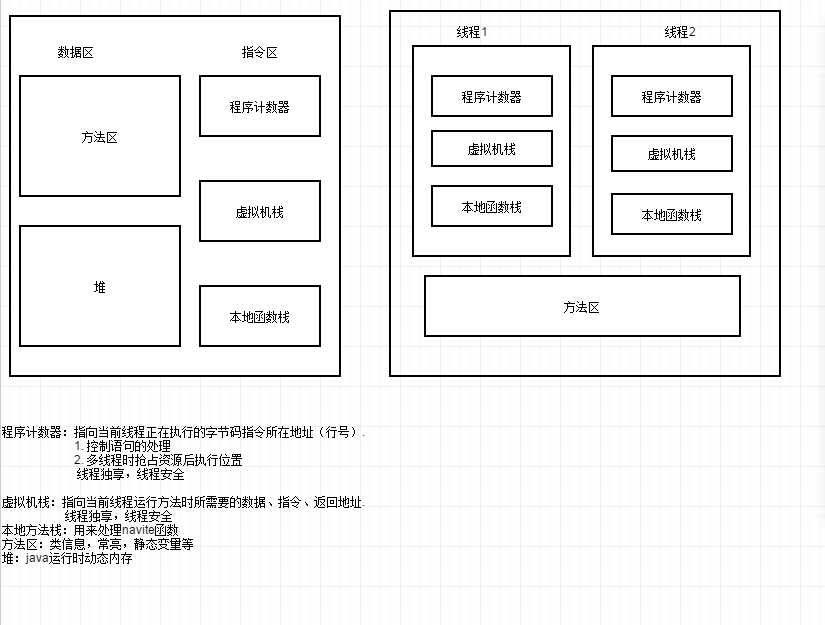 数据区
指令区
方法区
程序计数器
虚拟机栈
堆
本地函数栈
线程1
线程2
程序计数器
虚拟机栈
本地函数栈
程序计数器
虚拟机栈
本地函数栈
方法区
程序计数器：指向当前线程正在执行的字节码指令所在地址（行号）.
1. 控制语句的处理
2. 多线程时抢占资源后执行位置
线程独享，线程安全
虚拟机栈：指向当前线程运行方法时所需要的数据、指令、返回地址.
线程独享，线程安全
本地方法栈：用来处理navite函数
方法区：类信息，常亮，静态变量等
堆：java运行时动态内存